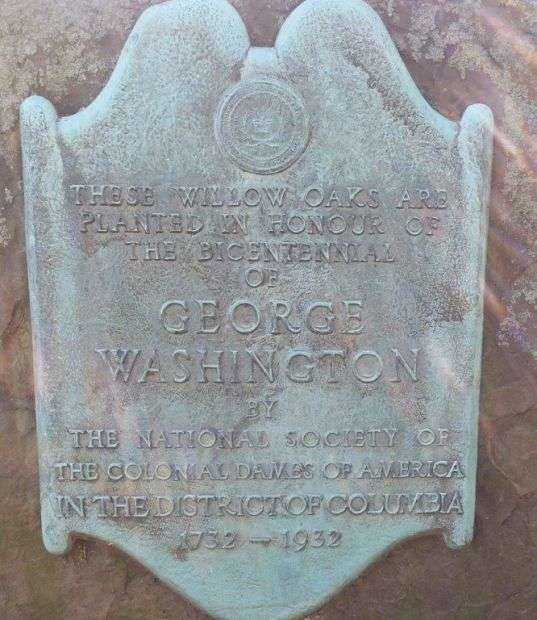 THESE WILLOW OAKS ARE
PLANTED IN HONOUR OF
THE BICENTENNIAL
OF
GEORGE
WASHINGTON
BY
THE NATIONAL SOCIETY OF
THE COLONIAL DAMES OF AMERICA
IN THE DISTRICT OF COLUMBIA
1732 - 1932